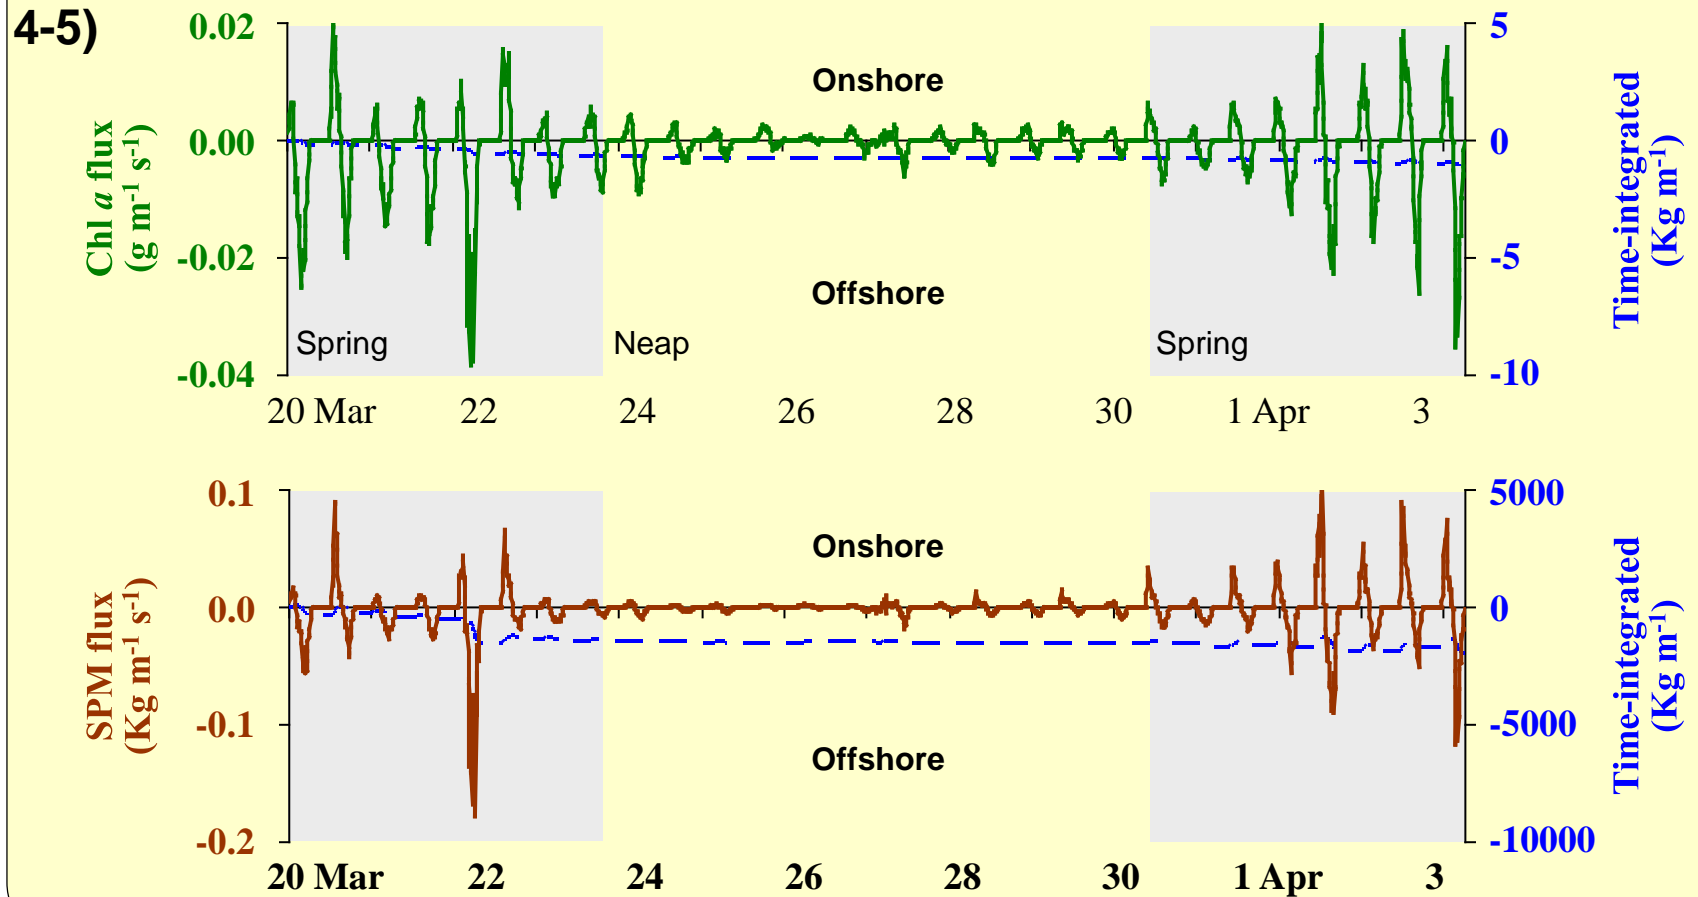 4-5)
0.02
0.00
-0.02
-0.04
Chl a flux
(g m-1 s-1)
Onshore
Offshore
Spring
Neap
Spring
5
0
-5
-10
Time-integrated
(Kg m-1)
20 Mar 22 24 26 28 30 1 Apr 3
0.1
0.0
-0.1
-0.2
SPM flux
(Kg m-1 s-1)
Onshore
Offshore
5000
0
-5000
-10000
Time-integrated
(Kg m-1)
20 Mar 22 24 26 28 30 1 Apr 3